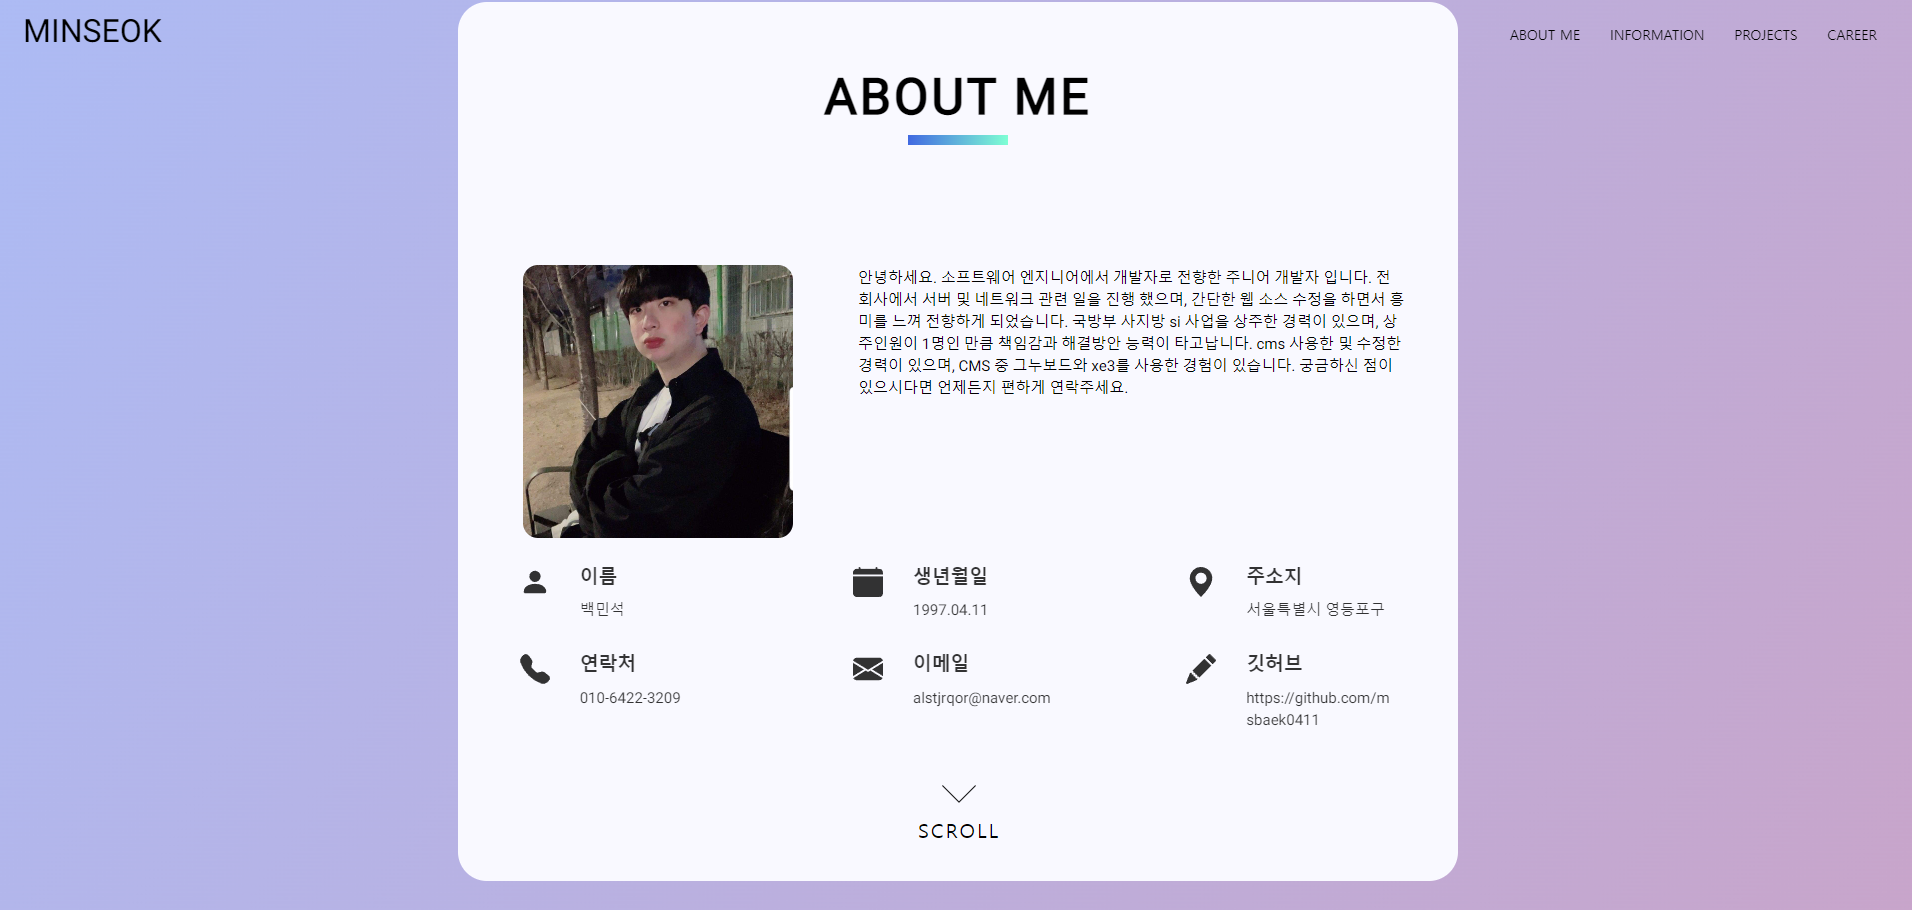 MINSEOK
ABOUT ME INFORMATION PROJECTS CAREER
ABOUT ME
안녕하세요. 소프트웨어 엔지니어에서 개발자로 전향한 주니어 개발자 입니다. 전
회사에서 서버 및 네트워크 관련 일을 진행 했으며, 간단한 웹 소스 수정을 하면서 흥
미를 느껴 전향하게 되었습니다. 국방부 사지방 si 사업을 상주한 경력이 있으며, 상
주인원이 1명인 만큼 책임감과 해결방안 능력이 타고납니다. cms 사용한 및 수정한
경력이 있으며, CMS 중 그누보드와 xe3를 사용한 경험이 있습니다. 궁금하신 점이
있으시다면 언제든지 편하게 연락주세요.
이름
백민석
생년월일
1997.04.11
주소지
서울특별시 영등포구
연락처
010-6422-3209
이메일
alstjrqor@naver.com
깃허브
https://github.com/m
sbaek0411
SCROLL